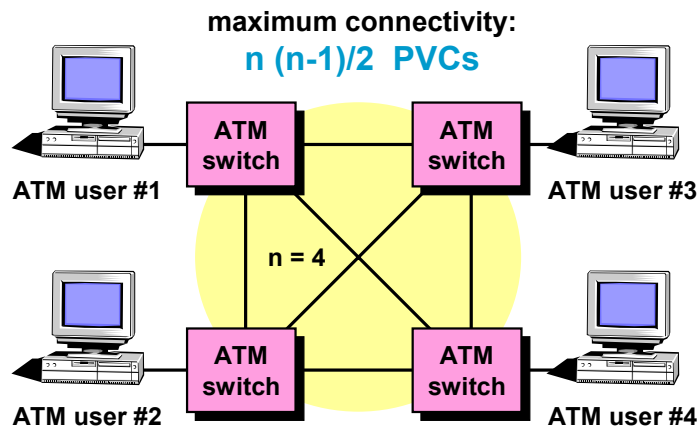 maximum connectivity:
n (n-1)/2 PVCs
ATM
switch
ATM
switch
ATM user #1
ATM user #3
n = 4
ATM
switch
ATM
switch
ATM user #2
ATM user #4